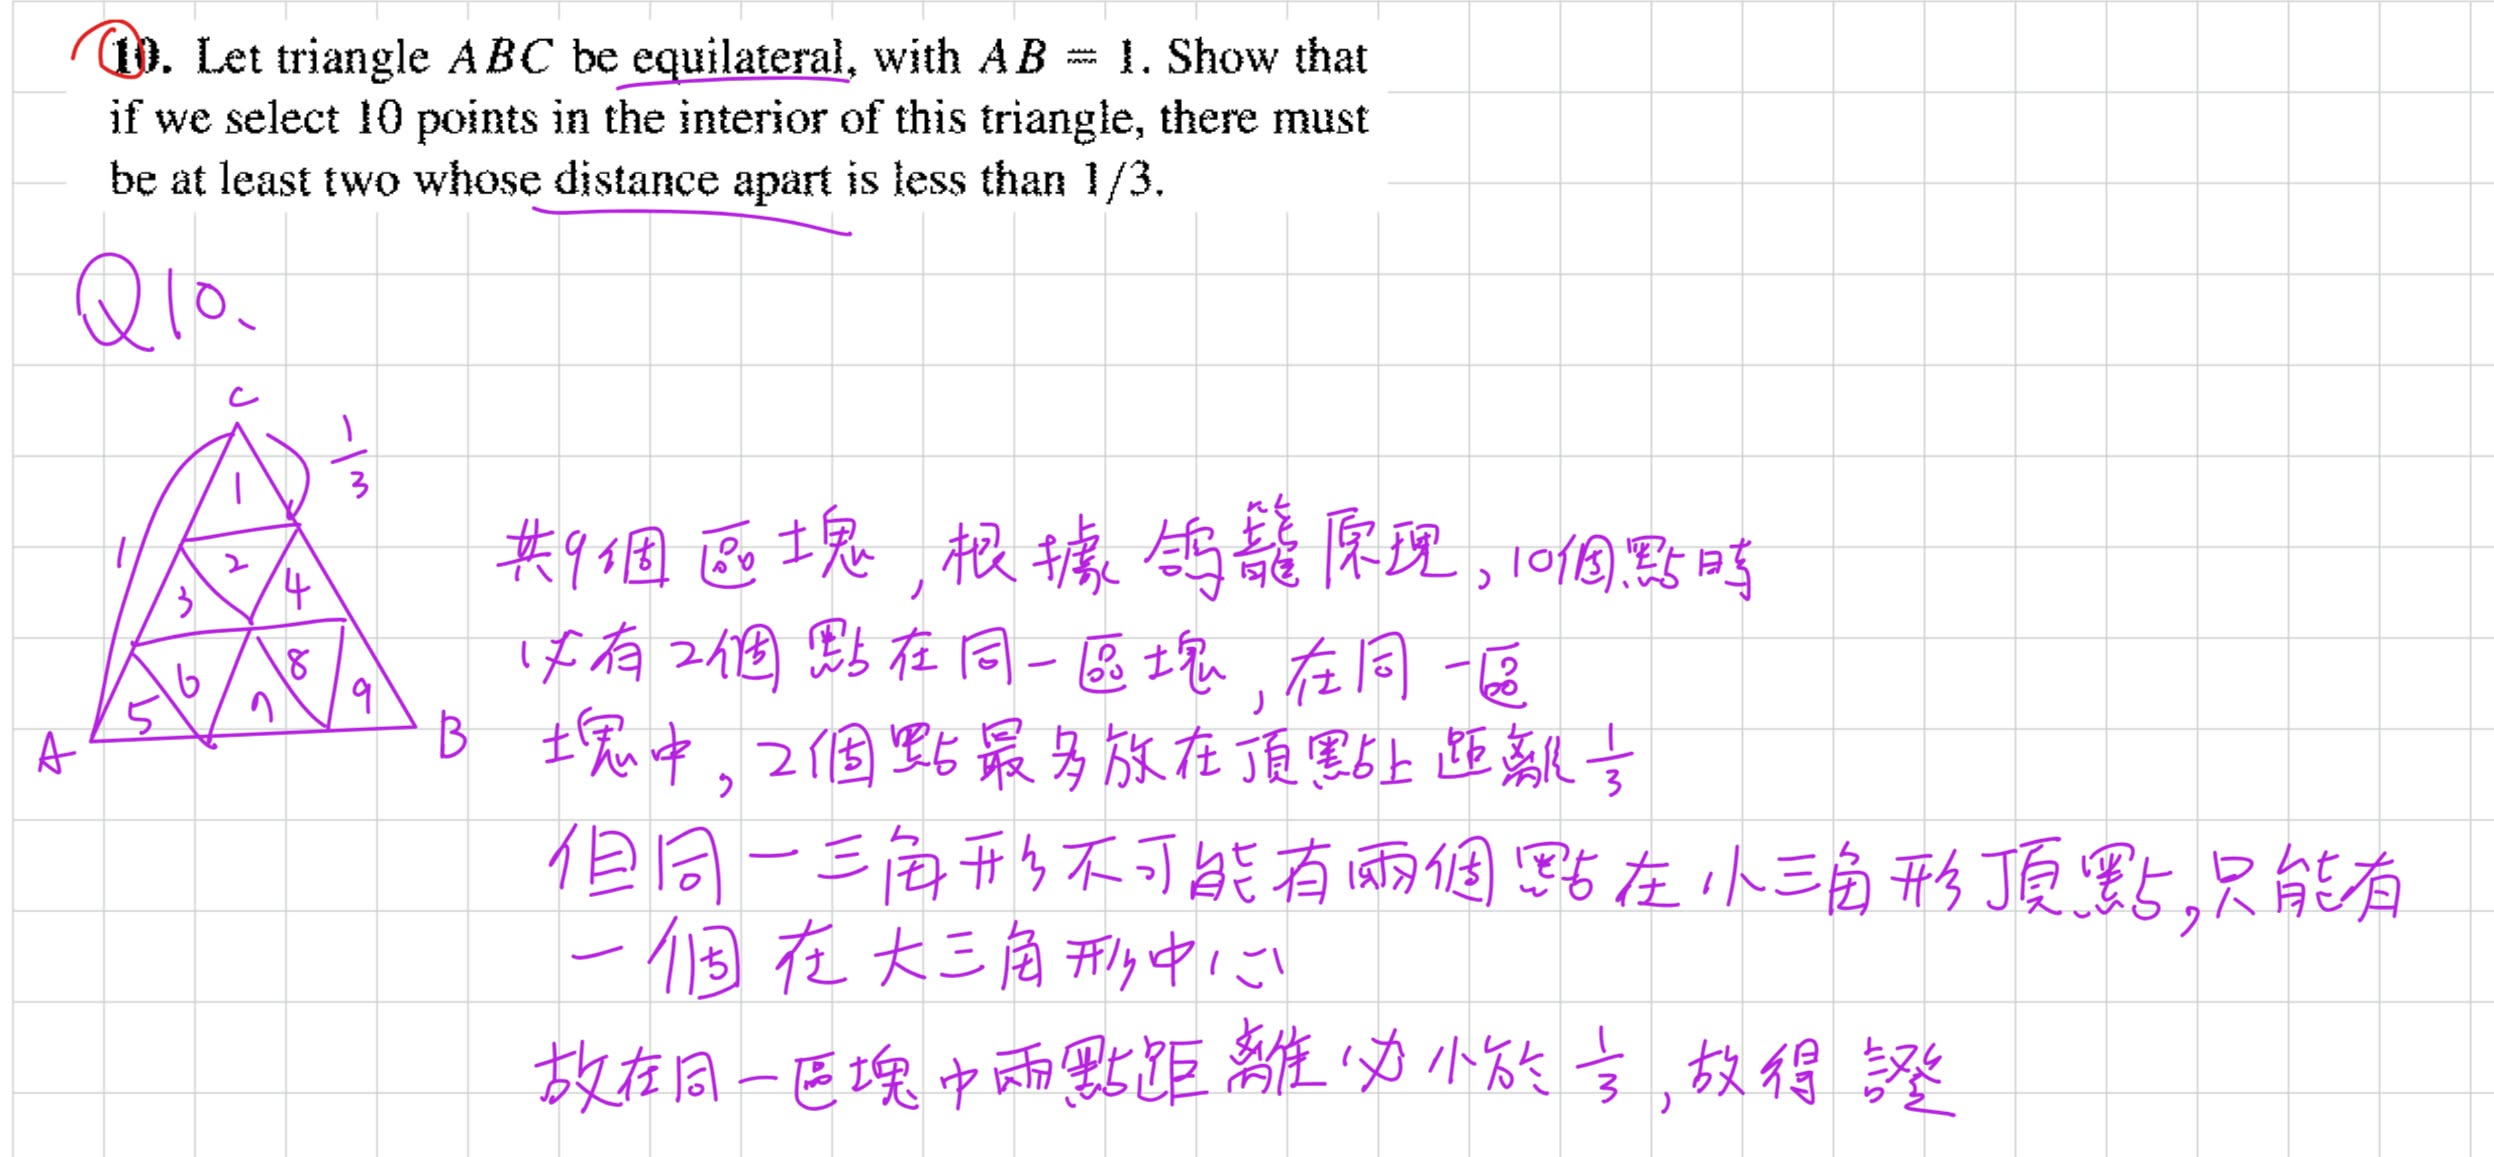 10. Let triangle ABC be equilateral, with AB = 1. Show that
if we select 10 points in the interior of this triangle, there must
be at least two whose distance apart is less than 1/3.
Q10、
C
1/3
1
1
2
3
4
5
6
7
8
9
A
B
共9個區塊,根據鴿籠原理,10個點時
必有2個點在同一區塊,在同一區
塊中,2個點最多放在頂點上距離 1/3
但同一三角形不可能有兩個點在小三角形頂點,只能有
一個在大三角形中心
故在同一區塊中兩點距離必小於 1/3,故得證